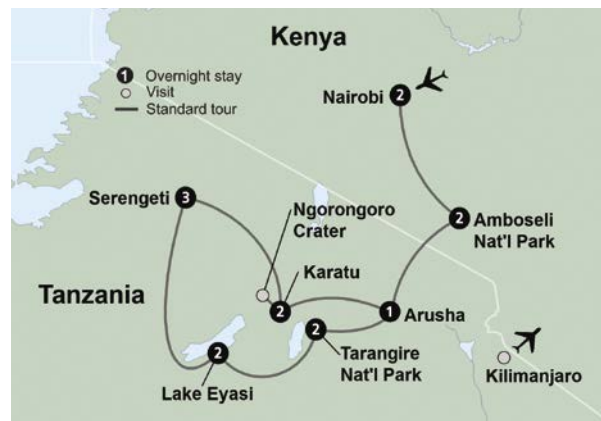 Kenya
1 Overnight stay
Visit
Standard tour
Nairobi
2
Serengeti
3
Ngorongoro
Crater
2
Amboseli
Nat'l Park
Karatu
2
Tanzania
1
Arusha
2
Tarangire
Nat'l Park
2
Lake Eyasi
Kilimanjaro